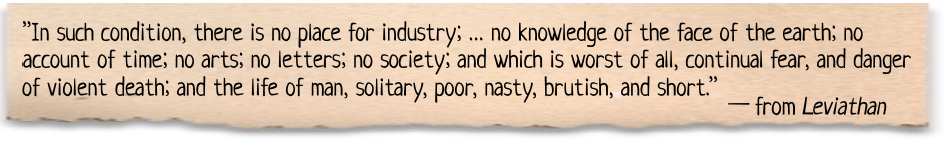 ”In such condition, there is no place for industry; ... no knowledge of the face of the earth; no
account of time; no arts; no letters; no society; and which is worst of all, continual fear, and danger
of violent death; and the life of man, solitary, poor, nasty, brutish, and short.”
— from Leviathan